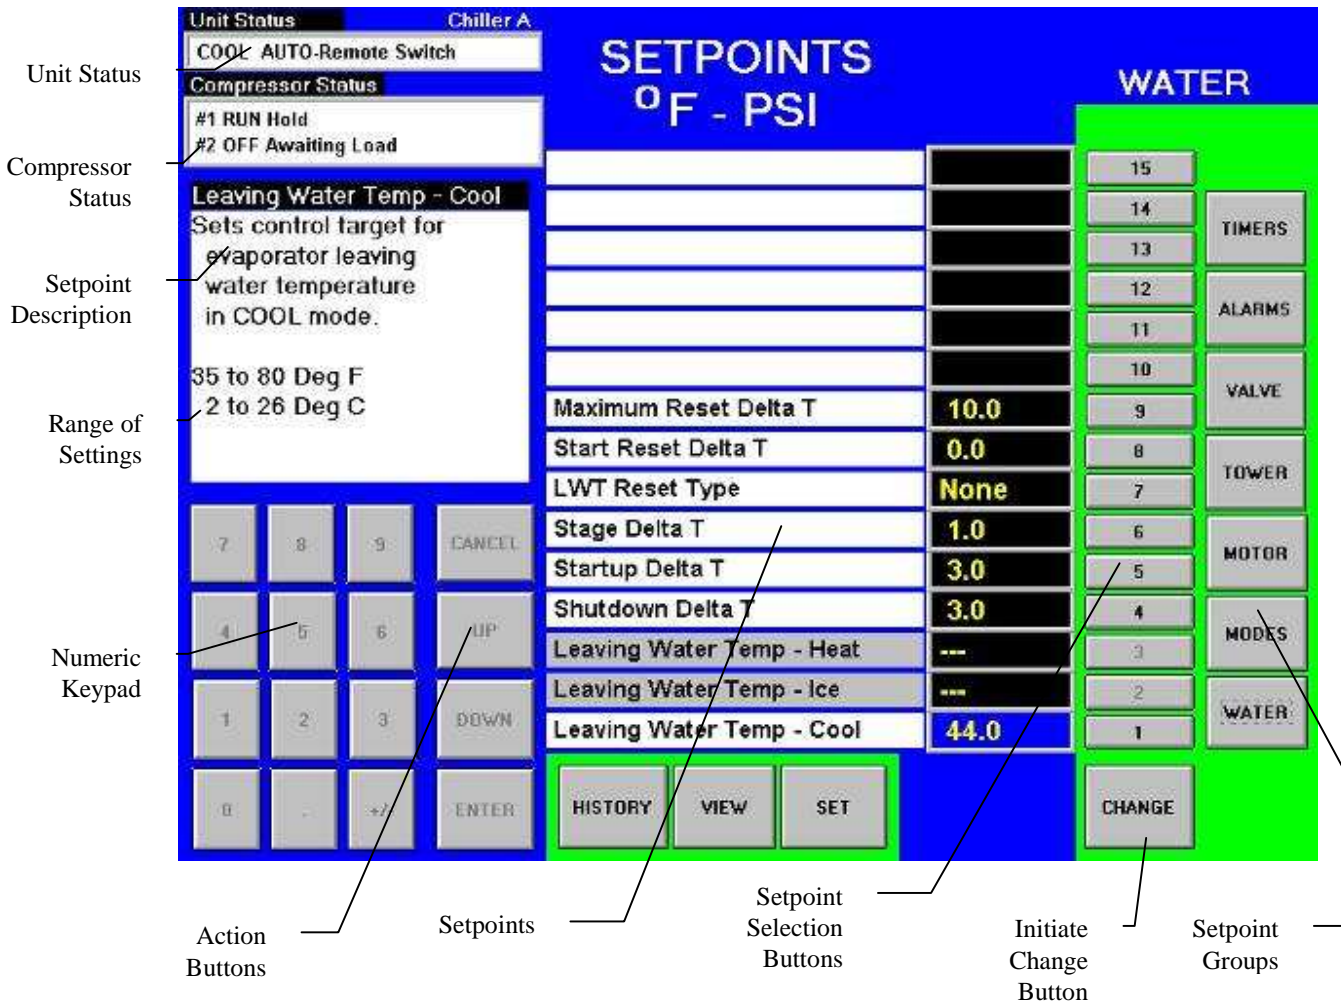 Unit Status Chiller A
COOL AUTO-Remote Switch
Compressor Status
#1 RUN Hold
#2 OFF Awaiting Load
Leaving Water Temp - Cool
Sets control target for
evaporator leaving
water temperature
in COOL mode.
35 to 80 Deg F
2 to 26 Deg C
7 8 9 CANCEL
4 5 6 UP
1 2 3 DOWN
0 . +/- ENTER
SETPOINTS
°F - PSI
WATER
15
14
13
12
11
10
Maximum Reset Delta T 10.0 9
Start Reset Delta T 0.0 8
LWT Reset Type None 7
Stage Delta T 1.0 6
Startup Delta T 3.0 5
Shutdown Delta T 3.0 4
Leaving Water Temp - Heat --- 3
Leaving Water Temp - Ice --- 2
Leaving Water Temp - Cool 44.0 1
TIMERS
ALARMS
VALVE
TOWER
MOTOR
MODES
WATER
HISTORY VIEW SET
CHANGE
Unit Status
Compressor
Status
Setpoint
Description
Range of
Settings
Numeric
Keypad
Action
Buttons
Setpoints
Setpoint
Selection
Buttons
Initiate
Change
Button
Setpoint
Groups